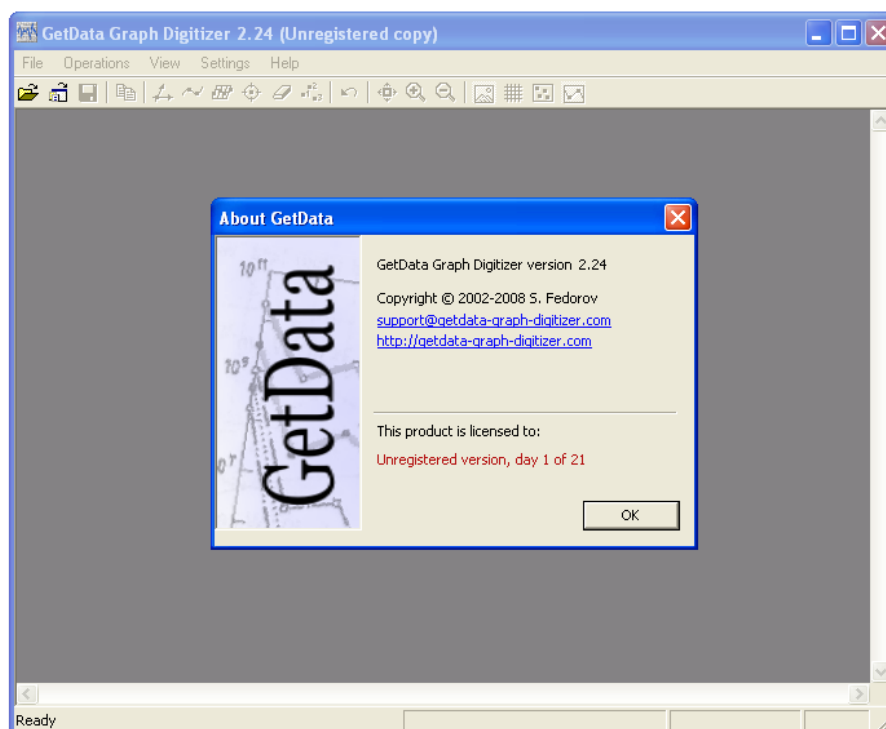 GetData Graph Digitizer 2.24 (Unregistered copy)
File Operations View Settings Help
About GetData
GetData
10¹¹
10⁹
GetData Graph Digitizer version 2.24
Copyright © 2002-2008 S. Fedorov
support@getdata-graph-digitizer.com
http://getdata-graph-digitizer.com
This product is licensed to:
Unregistered version, day 1 of 21
OK
Ready